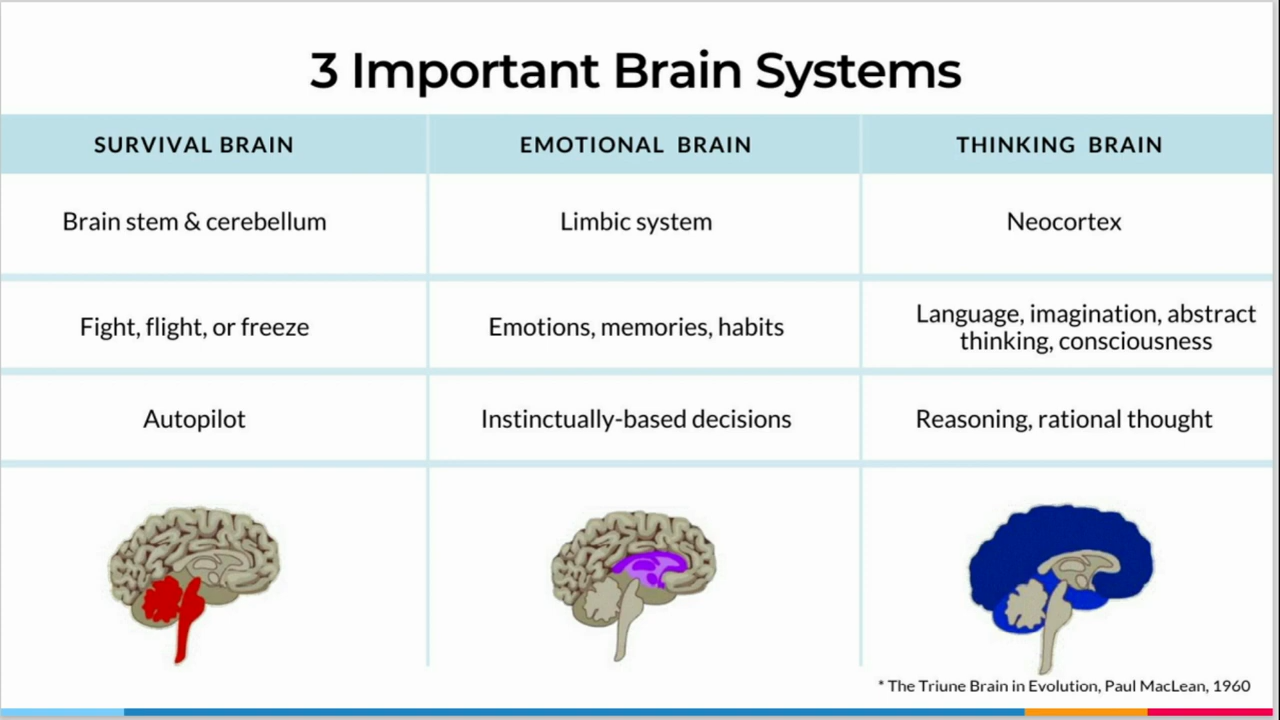 3 Important Brain Systems
SURVIVAL BRAIN
EMOTIONAL BRAIN
THINKING BRAIN
Brain stem & cerebellum
Limbic system
Neocortex
Fight, flight, or freeze
Emotions, memories, habits
Language, imagination, abstract
thinking, consciousness
Autopilot
Instinctually-based decisions
Reasoning, rational thought
* The Triune Brain in Evolution, Paul MacLean, 1960